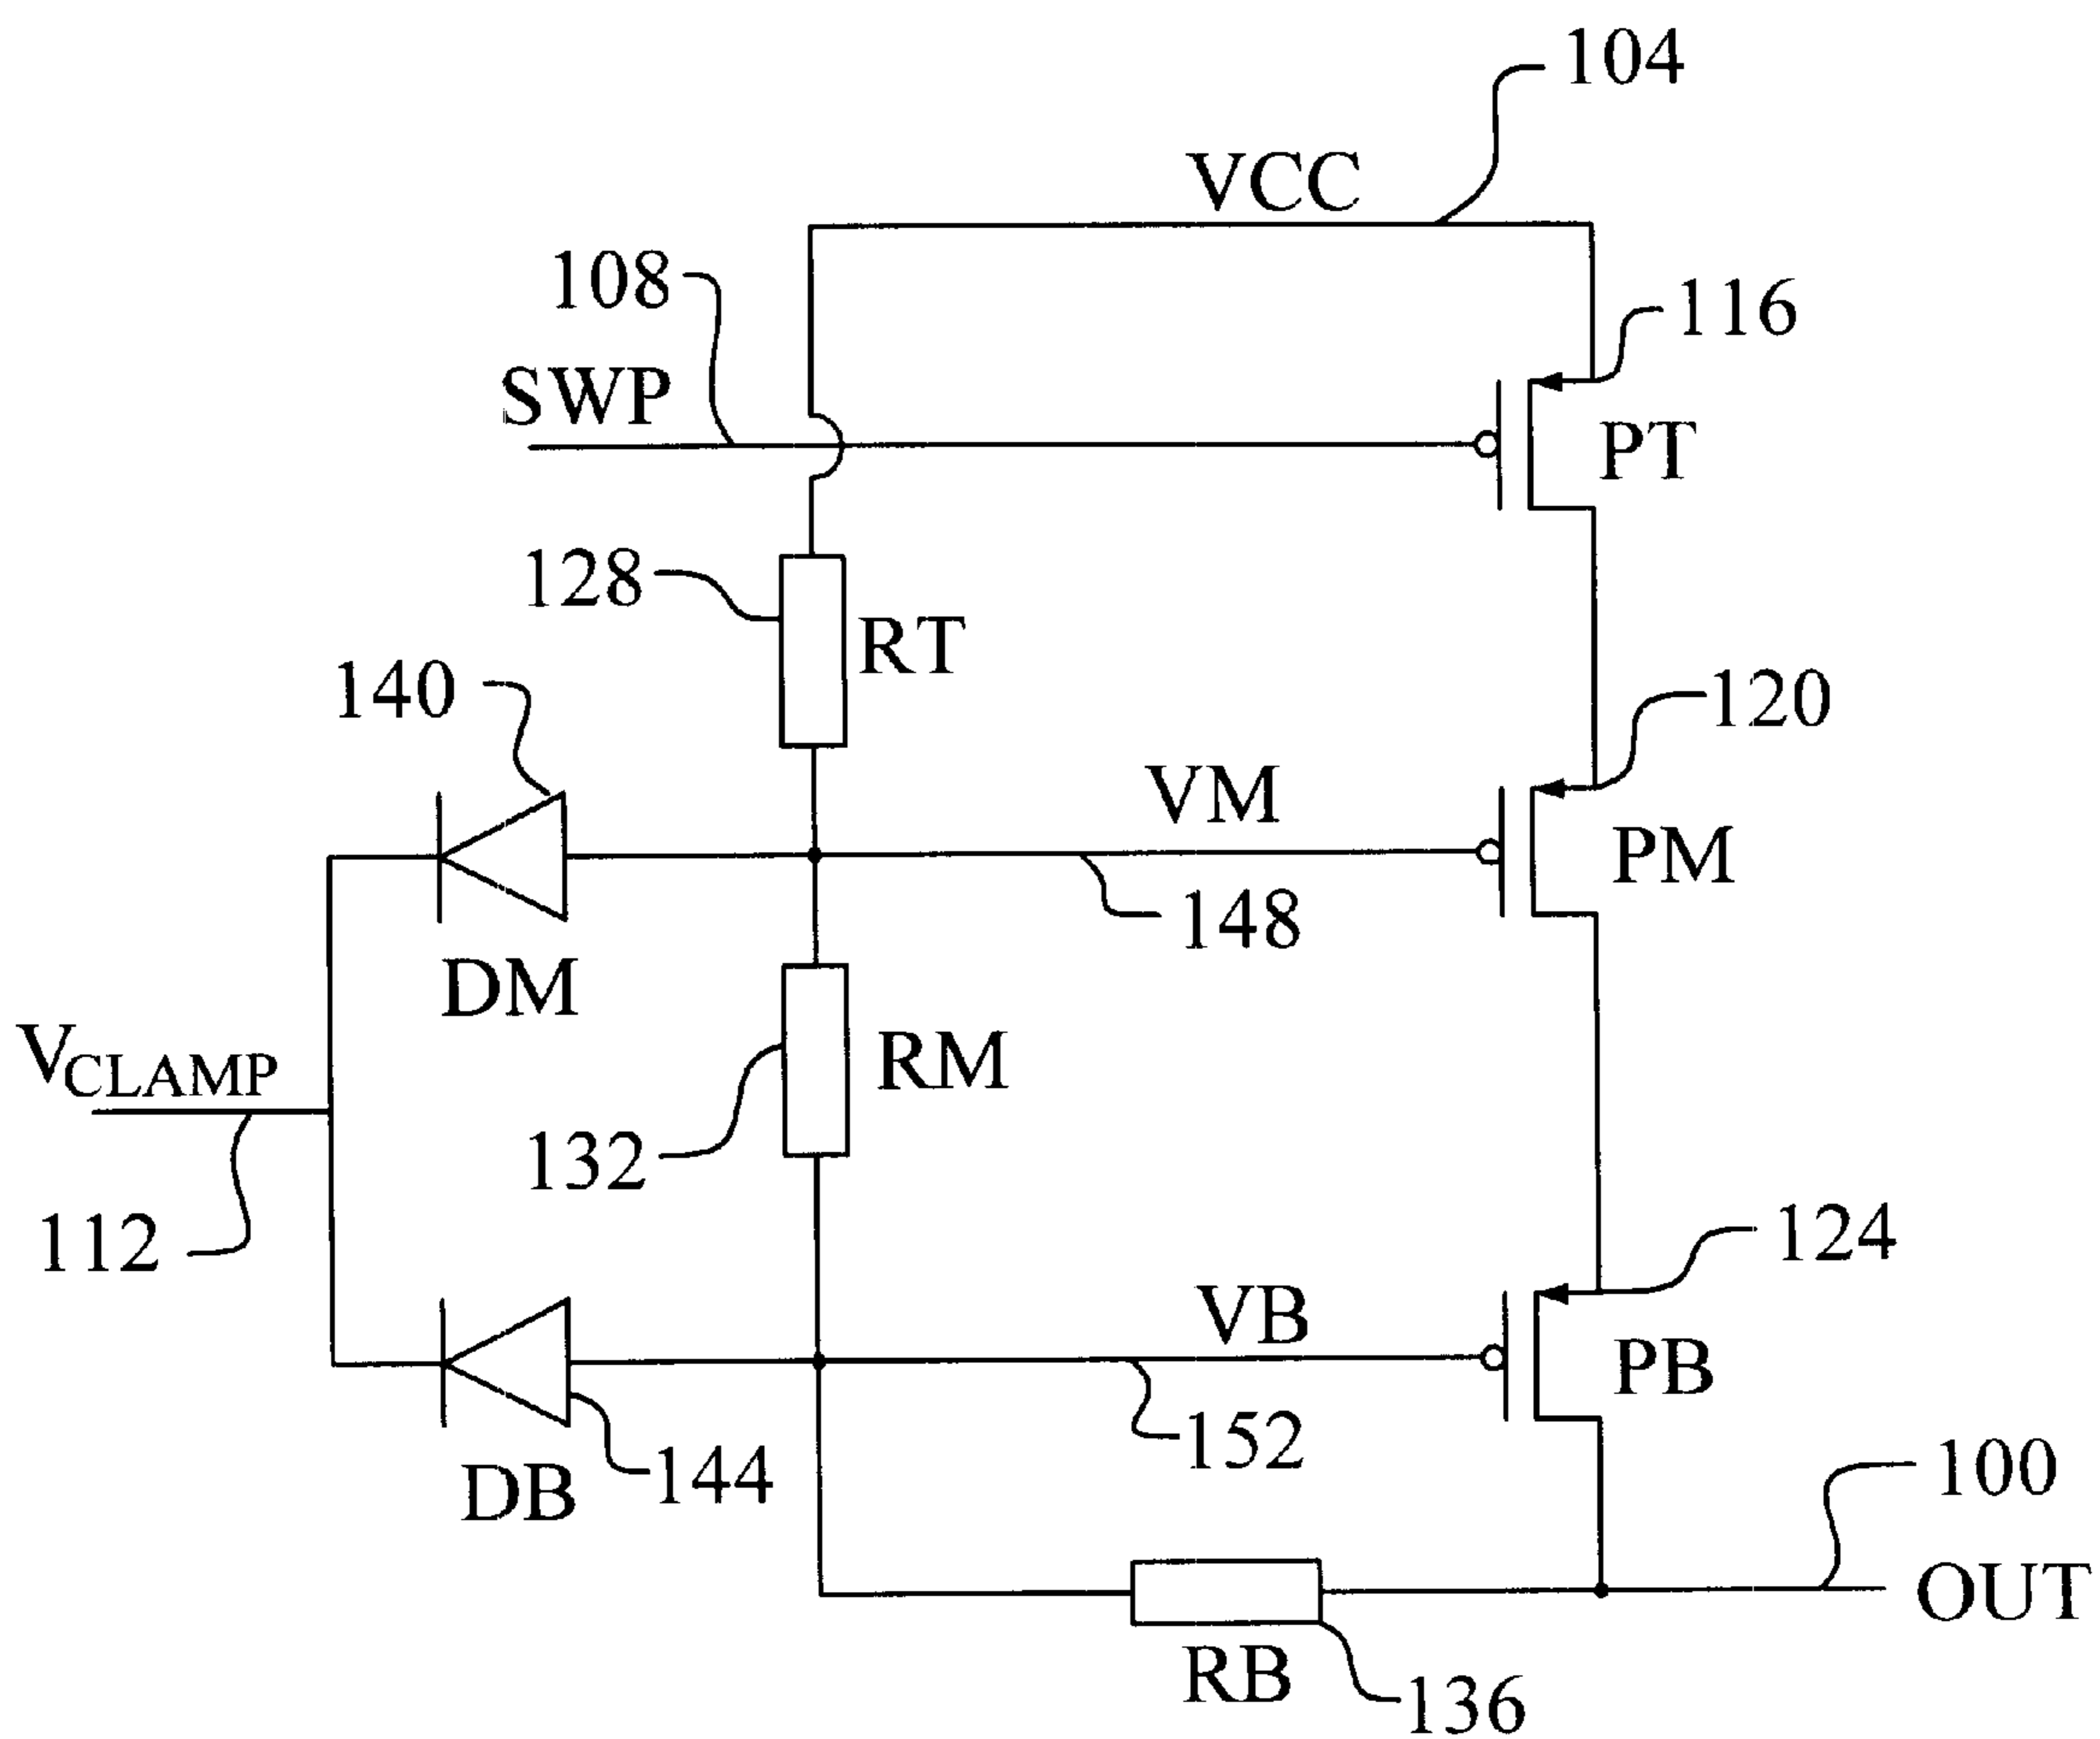 104
VCC
108
116
SWP
PT
128
RT
140
120
VM
PM
148
DM
VCLAMP
RM
132
112
124
VB
PB
152
144
DB
100
OUT
RB
136